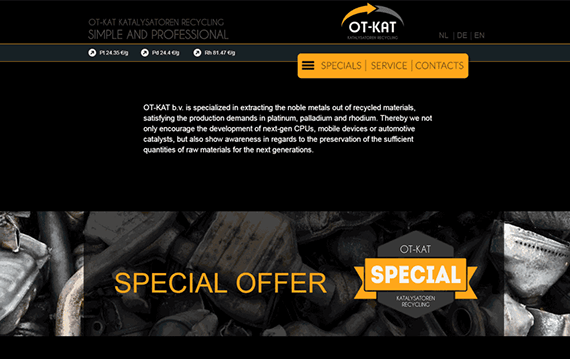 OT-KAT KATALYSATOREN RECYCLING
SIMPLE AND PROFESSIONAL
OT-KAT
KATALYSATOREN RECYCLING
NL | DE | EN
Pt 24.35 €/g Pd 24.4 €/g Rh 81.47 €/g
SPECIALS | SERVICE | CONTACTS
OT-KAT b.v. is specialized in extracting the noble metals out of recycled materials,
satisfying the production demands in platinum, palladium and rhodium. Thereby we not
only encourage the development of next-gen CPUs, mobile devices or automotive
catalysts, but also show awareness in regards to the preservation of the sufficient
quantities of raw materials for the next generations.
SPECIAL OFFER
OT-KAT
SPECIAL
KATALYSATOREN
RECYCLING